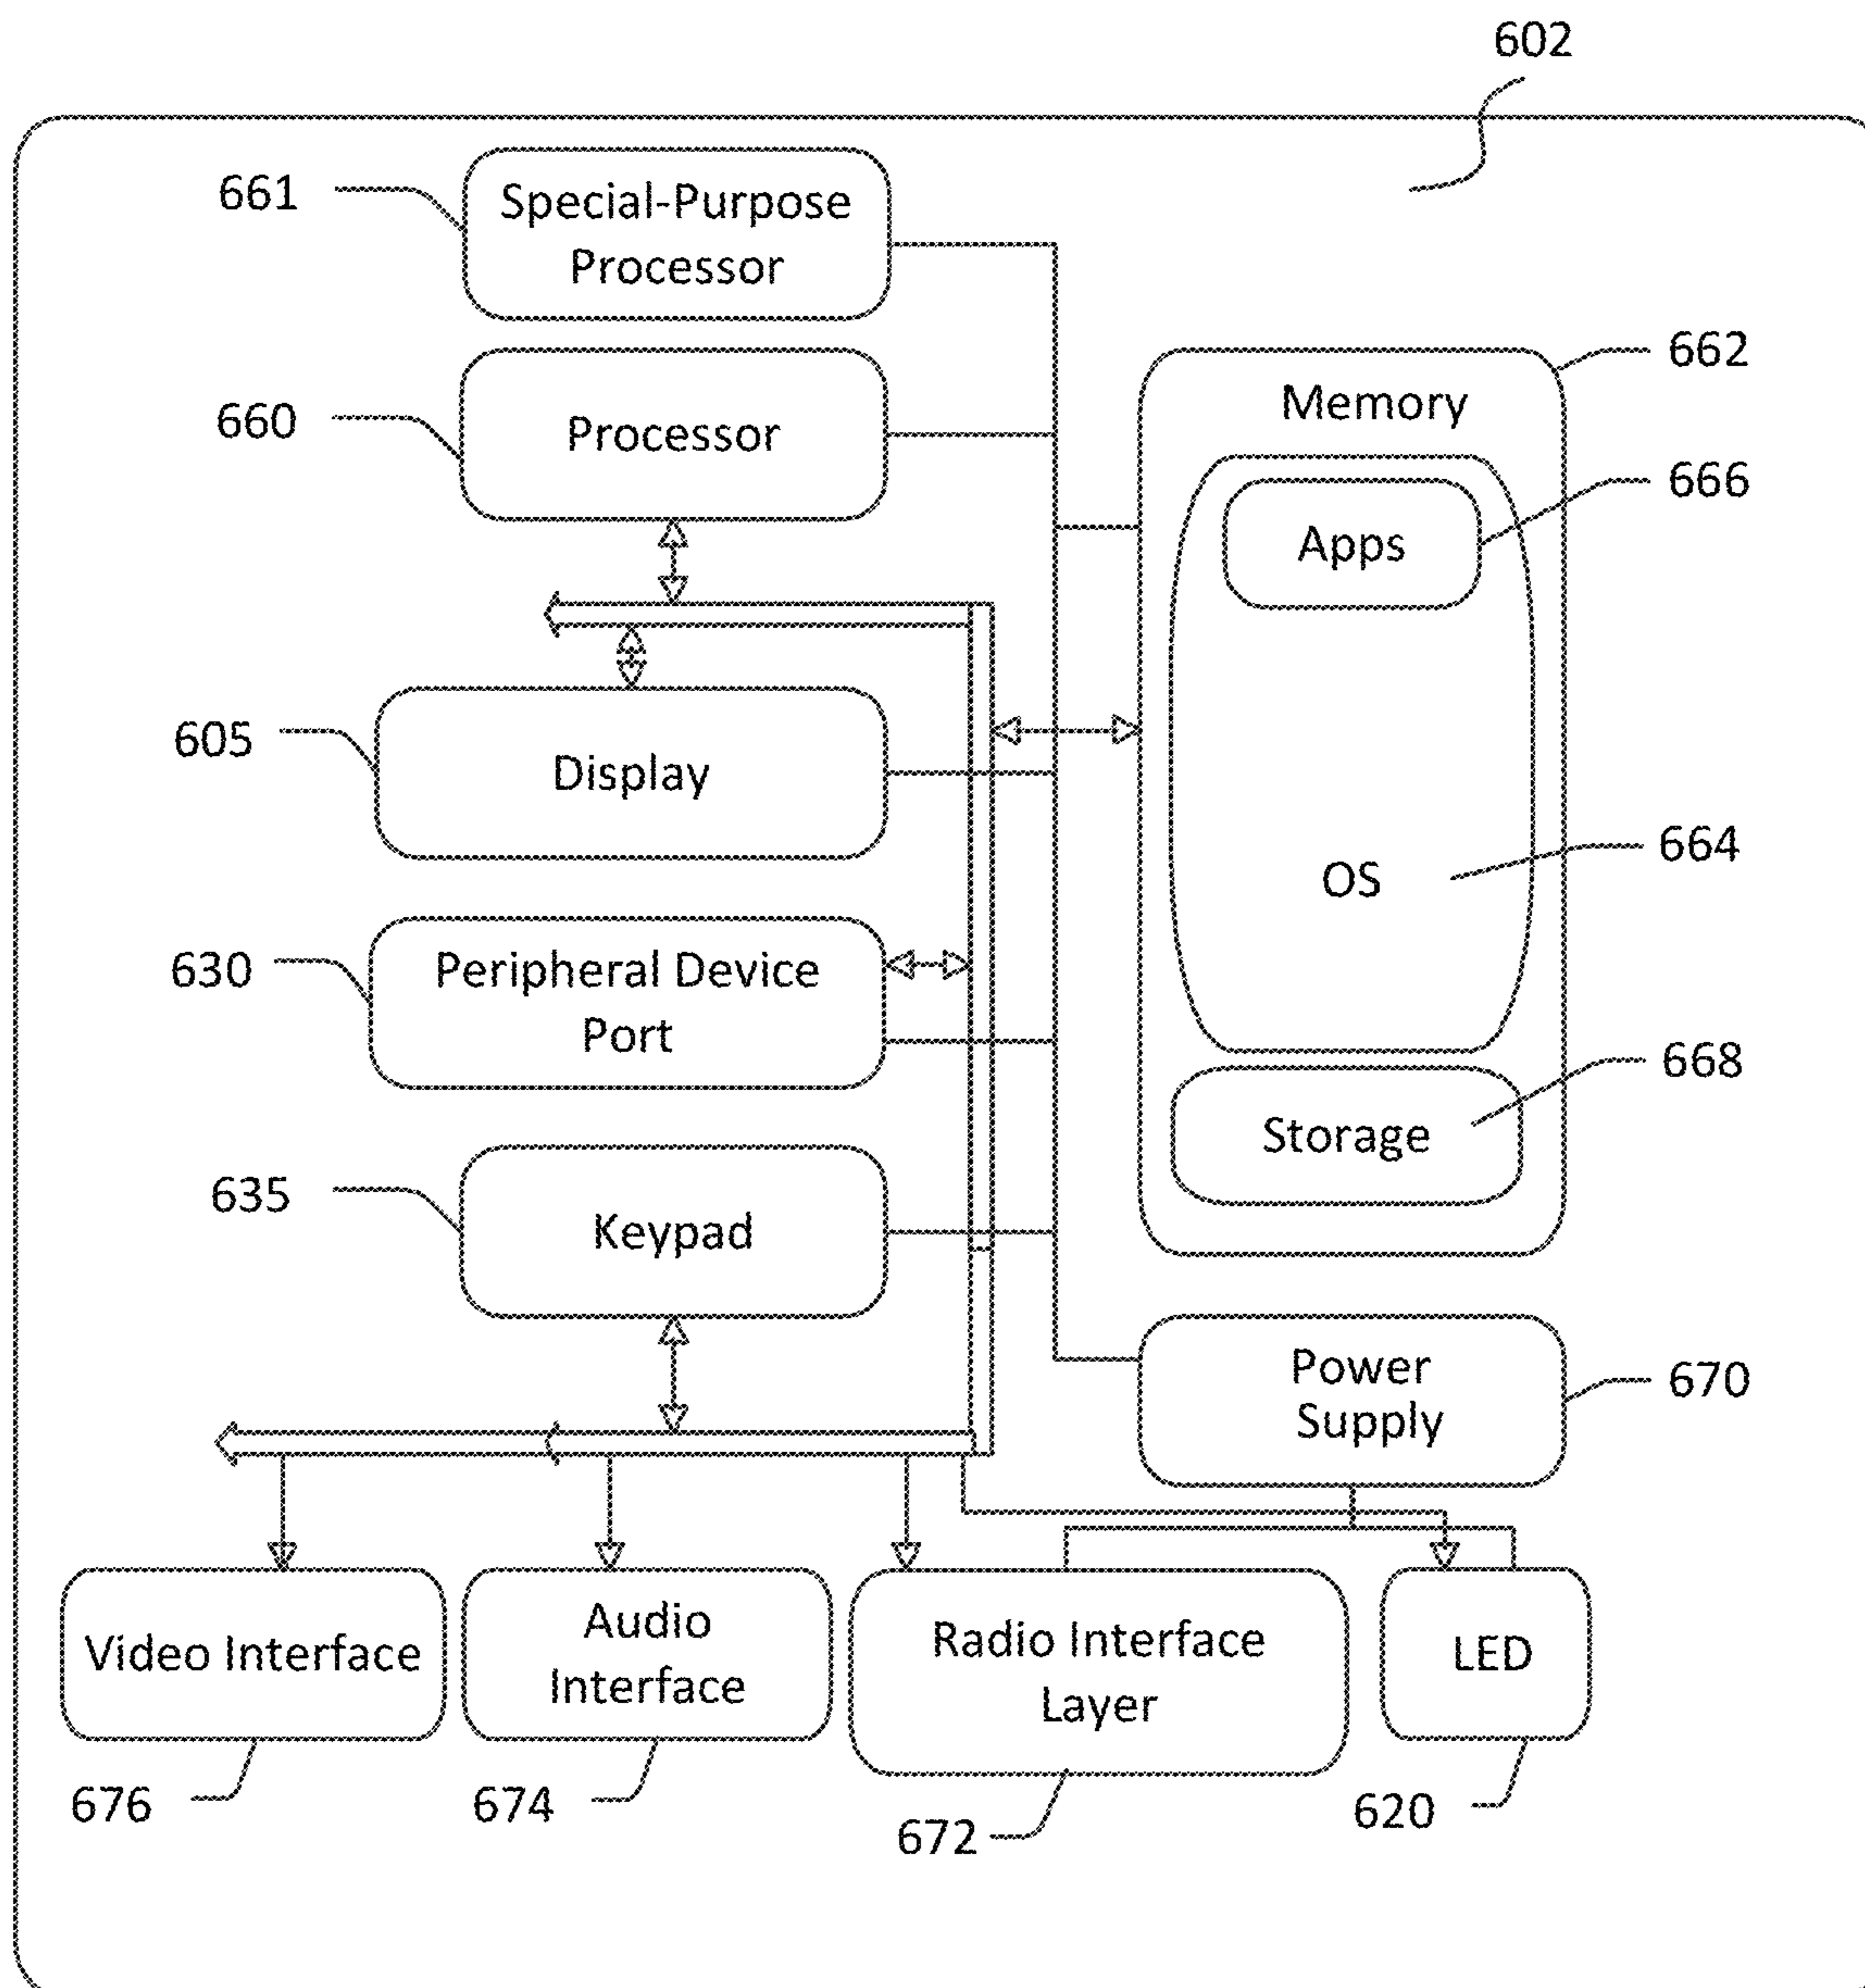 602
661
Special-Purpose
Processor
662
Memory
660
Processor
666
Apps
605
Display
664
OS
630
Peripheral Device
Port
668
Storage
635
Keypad
Power
Supply
670
Video Interface
Audio
Interface
Radio Interface
Layer
LED
676
674
672
620